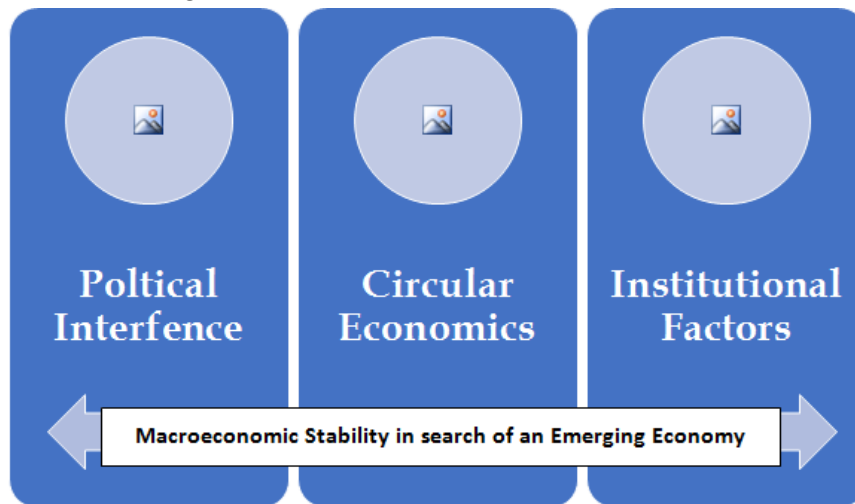 Poltical
Interfence
Circular
Economics
Institutional
Factors
Macroeconomic Stability in search of an Emerging Economy